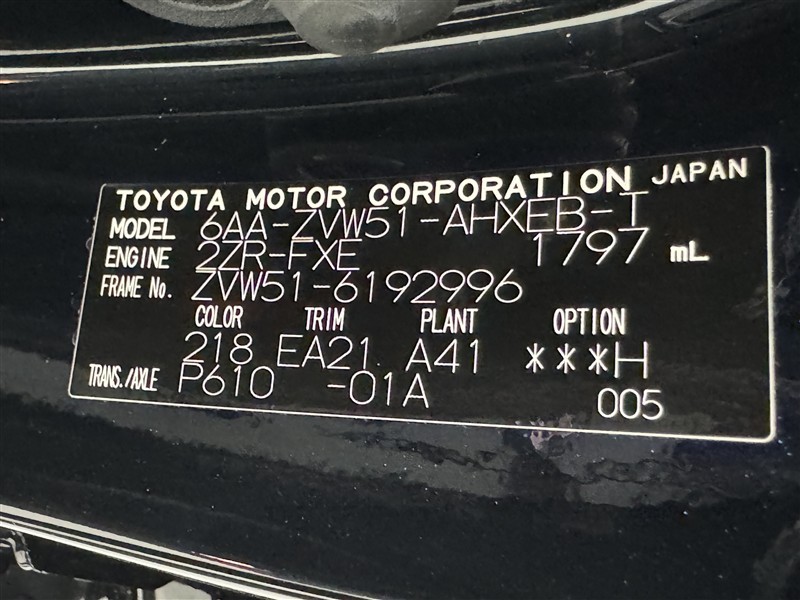 TOYOTA MOTOR CORPORATION JAPAN
MODEL 6AA-ZVW51-AHXEB-T
ENGINE 2ZR-FXE 1797 mL
FRAME No. ZVW51-6192996
COLOR TRIM PLANT OPTION
218 EA21 A41 ***H
TRANS./AXLE P610 -01A 005